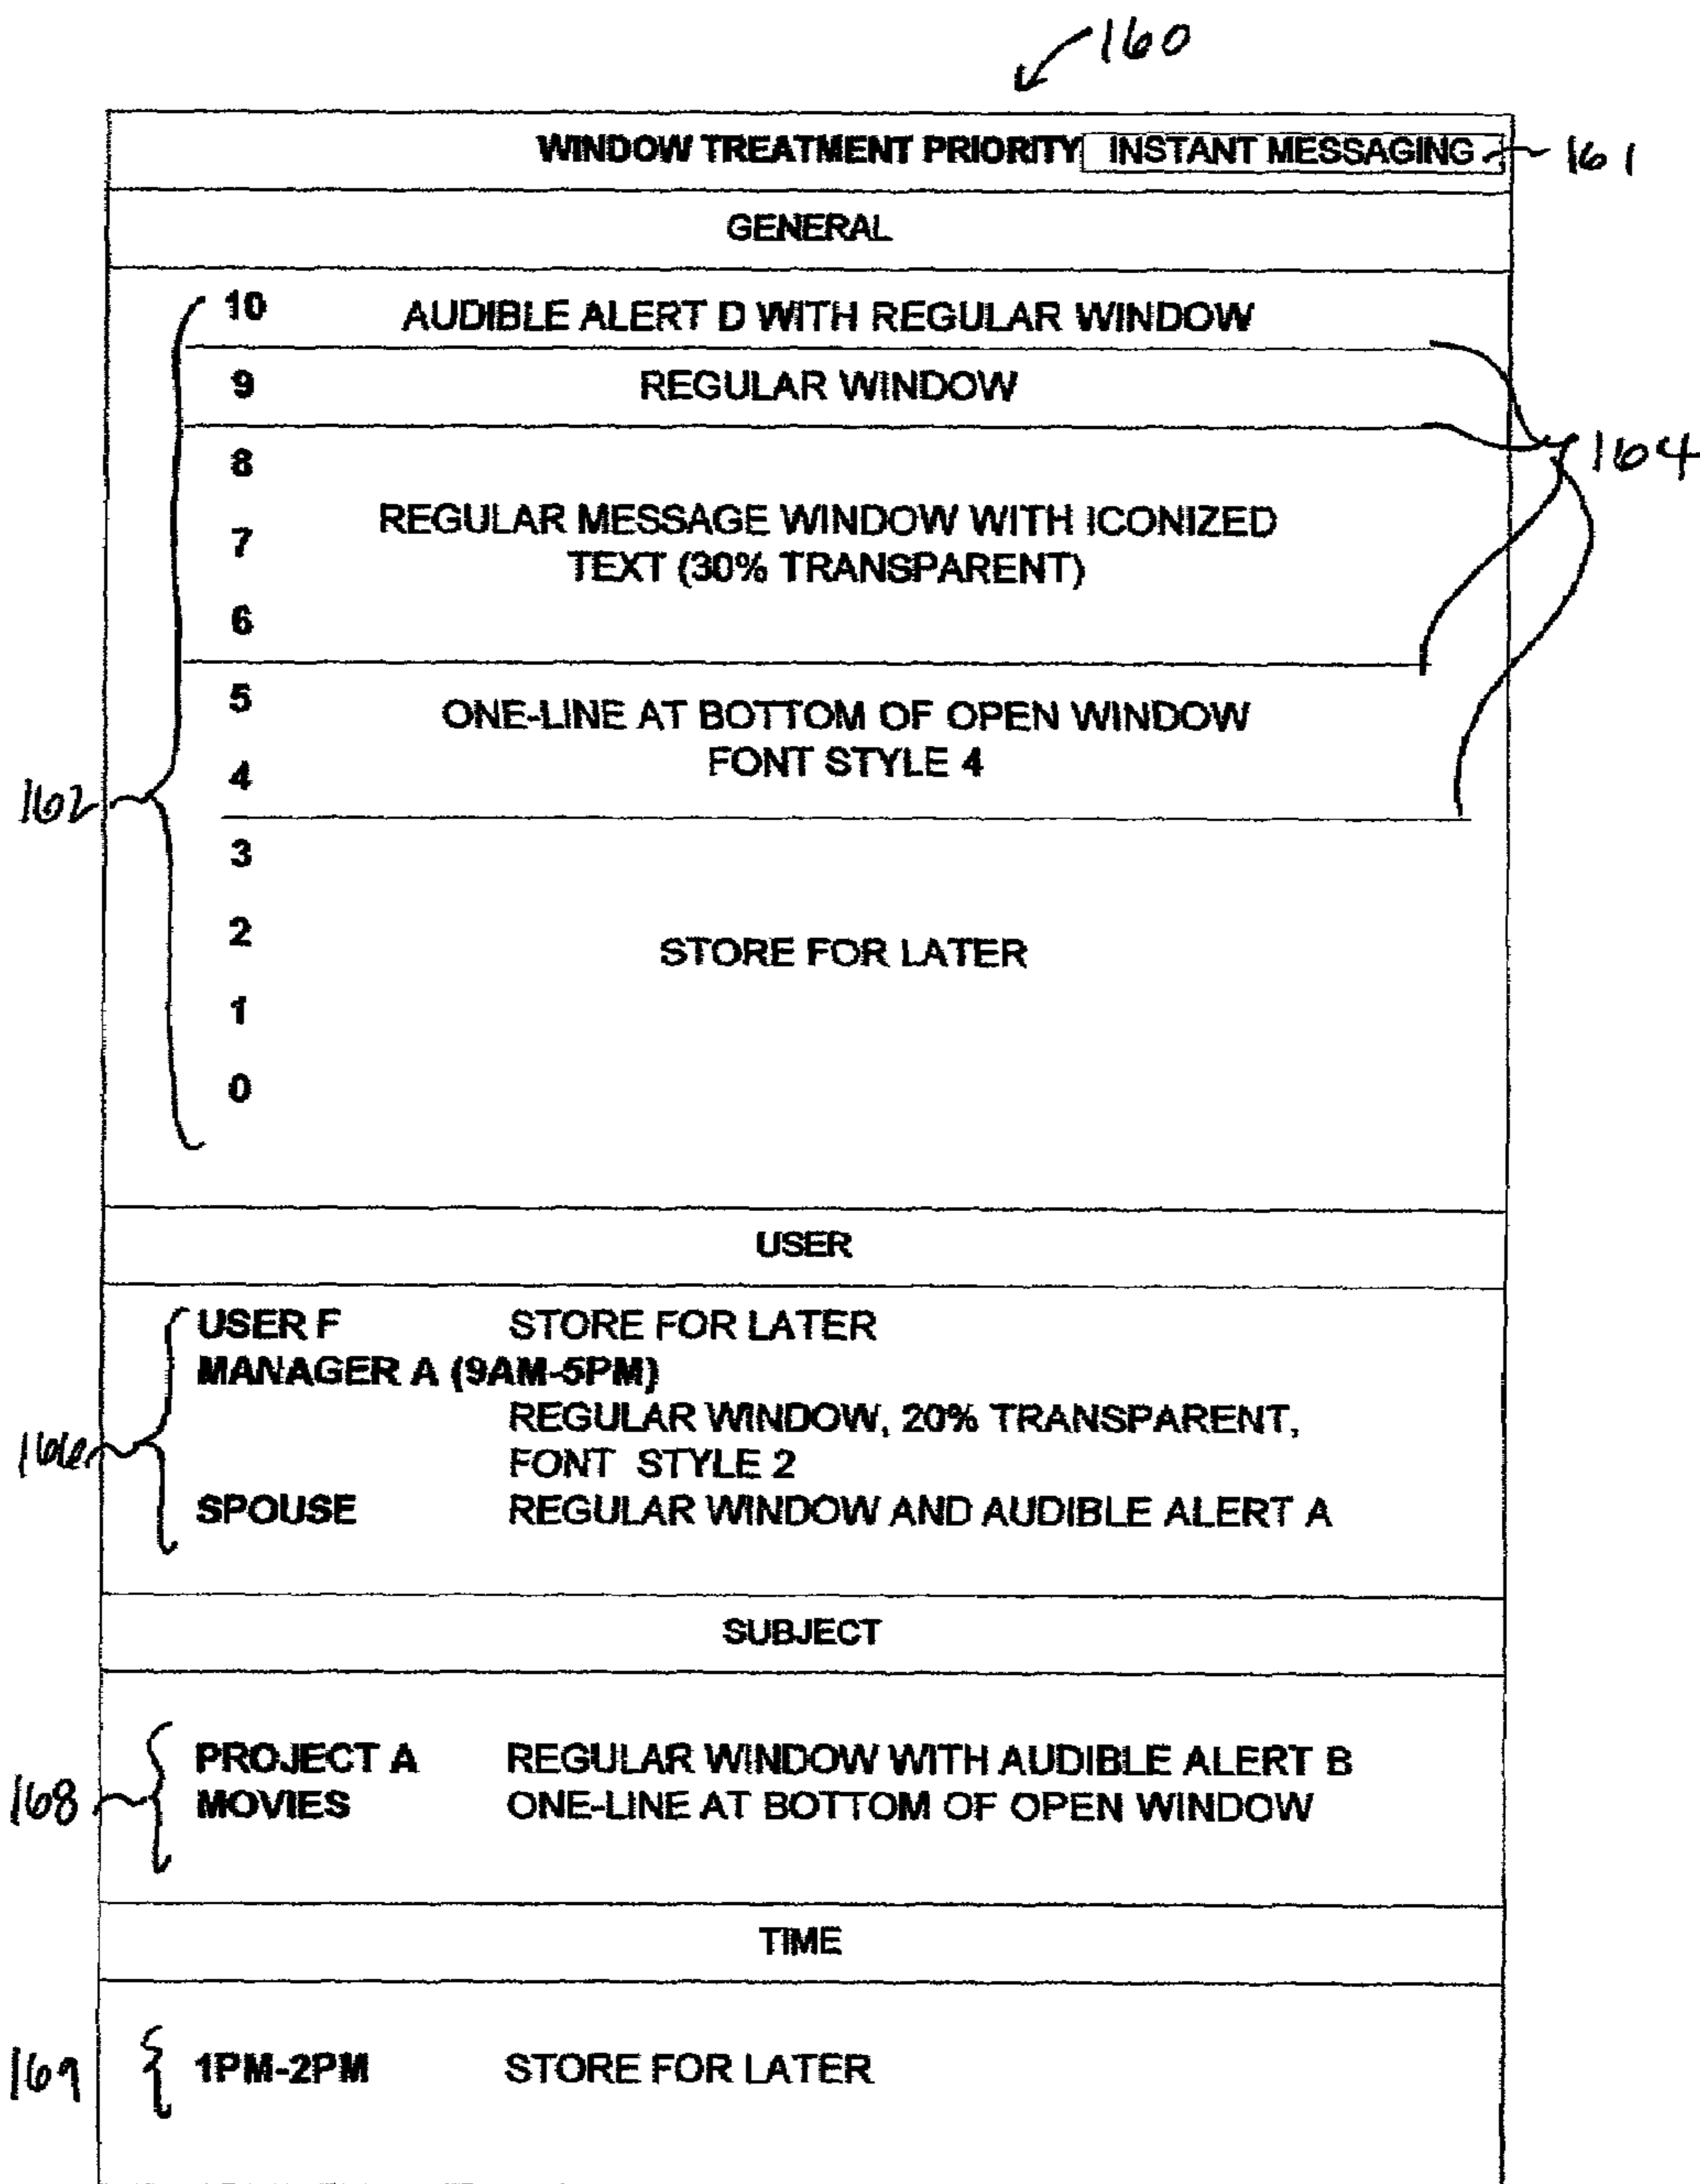 160
WINDOW TREATMENT PRIORITY INSTANT MESSAGING 161
GENERAL
10 AUDIBLE ALERT D WITH REGULAR WINDOW
9 REGULAR WINDOW
164
8
7 REGULAR MESSAGE WINDOW WITH ICONIZED
TEXT (30% TRANSPARENT)
6
5 ONE-LINE AT BOTTOM OF OPEN WINDOW
4 FONT STYLE 4
162
3
2 STORE FOR LATER
1
0
USER
USER F STORE FOR LATER
MANAGER A (9AM-5PM)
REGULAR WINDOW, 20% TRANSPARENT,
166 FONT STYLE 2
SPOUSE REGULAR WINDOW AND AUDIBLE ALERT A
SUBJECT
PROJECT A REGULAR WINDOW WITH AUDIBLE ALERT B
168 MOVIES ONE-LINE AT BOTTOM OF OPEN WINDOW
TIME
169 1PM-2PM STORE FOR LATER